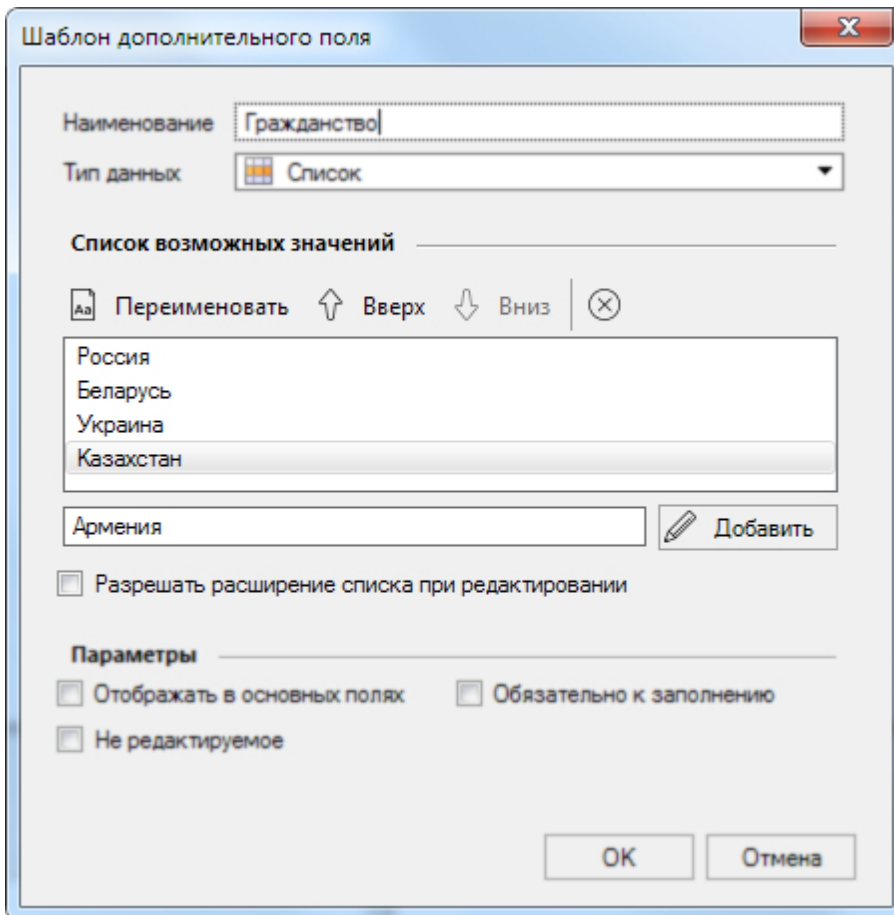 Шаблон дополнительного поля
Наименование Гражданство
Тип данных Список
Список возможных значений
Aa Переименовать Вверх Вниз
Россия
Беларусь
Украина
Казахстан
Армения Добавить
Разрешать расширение списка при редактировании
Параметры
Отображать в основных полях Обязательно к заполнению
Не редактируемое
OK Отмена